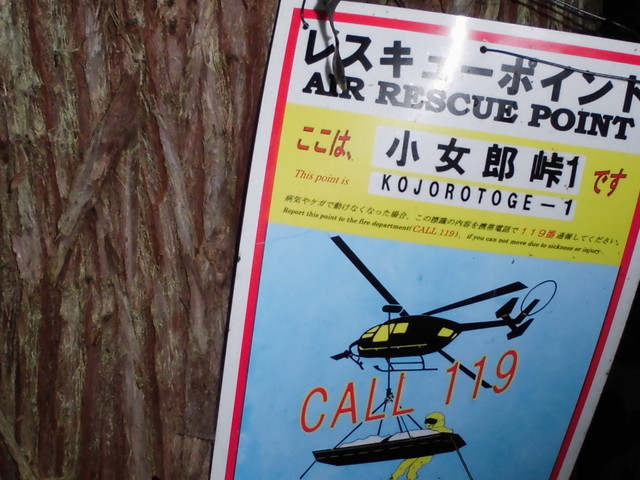 レスキューポイント
AIR RESCUE POINT
ここは、 小女郎峠1 です
This point is KOJOROTOGE-1
病気やケガで動けなくなった場合、この標識の内容を携帯電話で119番通報してください。
Report this point to the fire department(CALL 119), if you can not move due to sickness or injury.
CALL 119